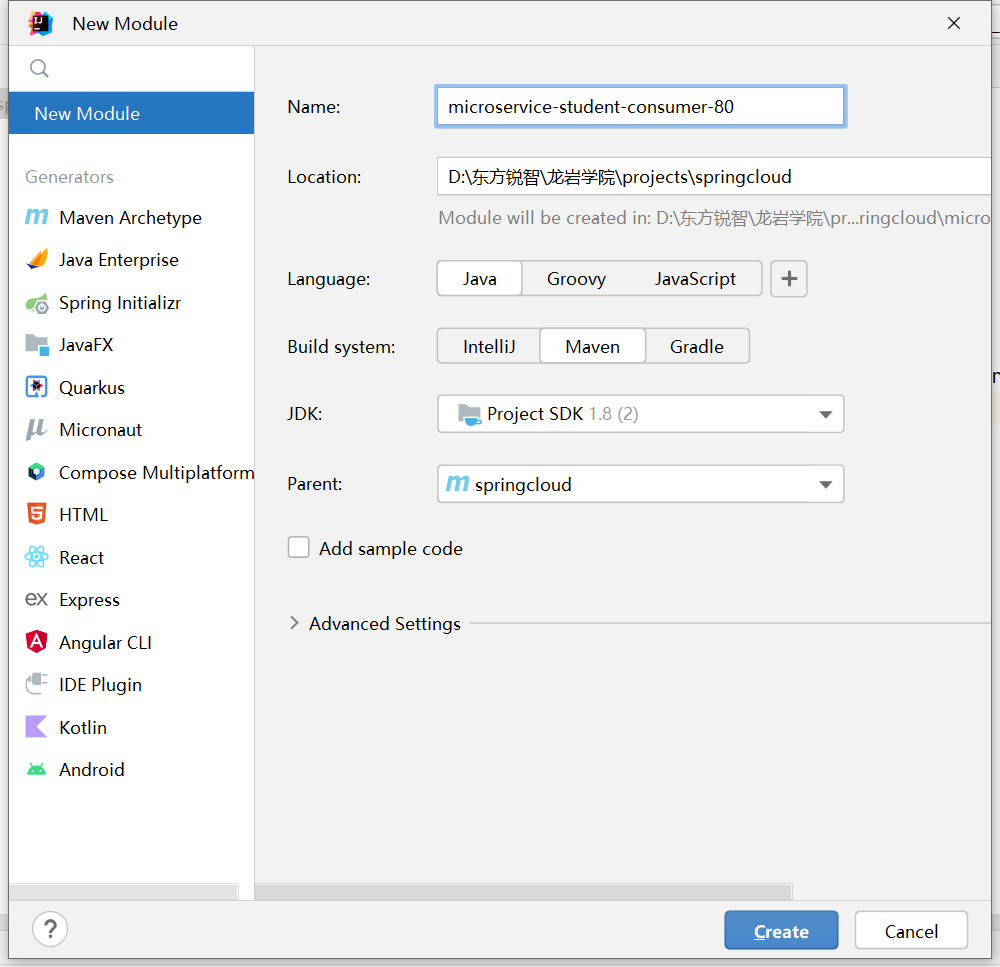 New Module
New Module
Generators
Maven Archetype
Java Enterprise
Spring Initializr
JavaFX
Quarkus
Micronaut
Compose Multiplatform
HTML
React
Express
Angular CLI
IDE Plugin
Kotlin
Android
Name: microservice-student-consumer-80
Location: D:\东方锐智\龙岩学院\projects\springcloud
Module will be created in: D:\东方锐智\龙岩学院\pr...ringcloud\micro
Language: Java Groovy JavaScript +
Build system: IntelliJ Maven Gradle
JDK: Project SDK 1.8 (2)
Parent: springcloud
Add sample code
Advanced Settings
? Create Cancel